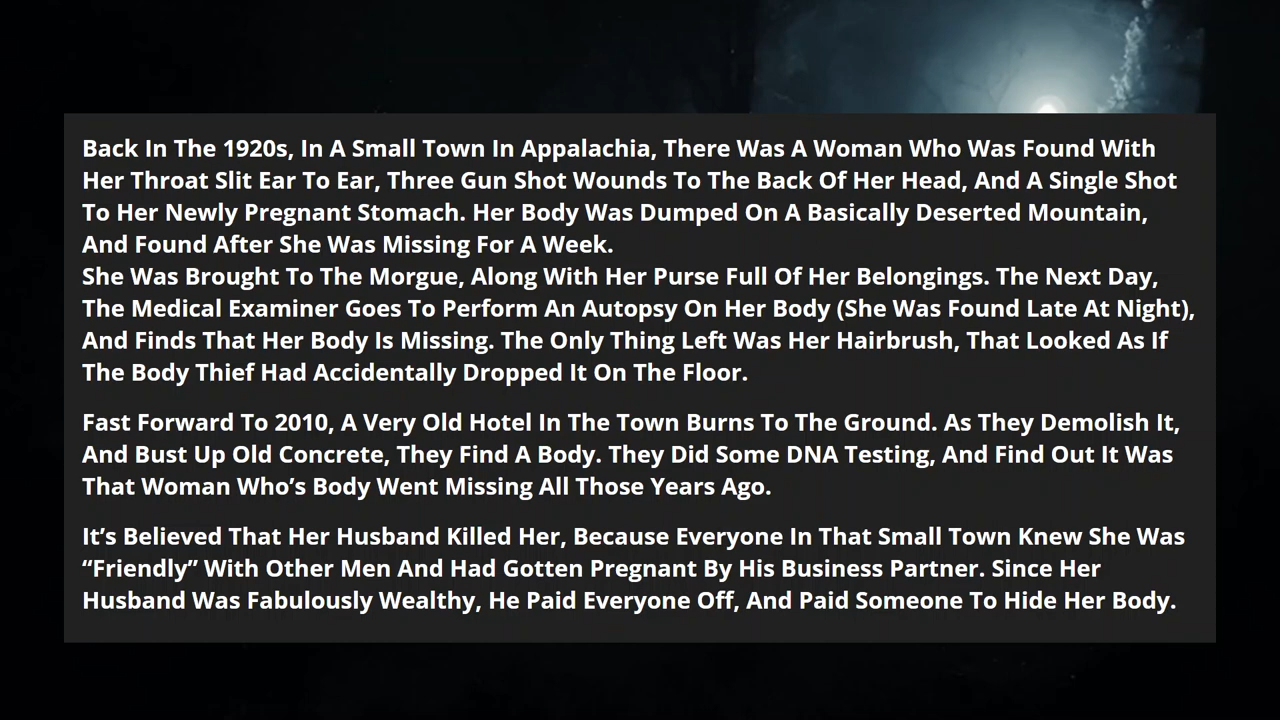 Back In The 1920s, In A Small Town In Appalachia, There Was A Woman Who Was Found With
Her Throat Slit Ear To Ear, Three Gun Shot Wounds To The Back Of Her Head, And A Single Shot
To Her Newly Pregnant Stomach. Her Body Was Dumped On A Basically Deserted Mountain,
And Found After She Was Missing For A Week.
She Was Brought To The Morgue, Along With Her Purse Full Of Her Belongings. The Next Day,
The Medical Examiner Goes To Perform An Autopsy On Her Body (She Was Found Late At Night),
And Finds That Her Body Is Missing. The Only Thing Left Was Her Hairbrush, That Looked As If
The Body Thief Had Accidentally Dropped It On The Floor.
Fast Forward To 2010, A Very Old Hotel In The Town Burns To The Ground. As They Demolish It,
And Bust Up Old Concrete, They Find A Body. They Did Some DNA Testing, And Find Out It Was
That Woman Who’s Body Went Missing All Those Years Ago.
It’s Believed That Her Husband Killed Her, Because Everyone In That Small Town Knew She Was
“Friendly” With Other Men And Had Gotten Pregnant By His Business Partner. Since Her
Husband Was Fabulously Wealthy, He Paid Everyone Off, And Paid Someone To Hide Her Body.